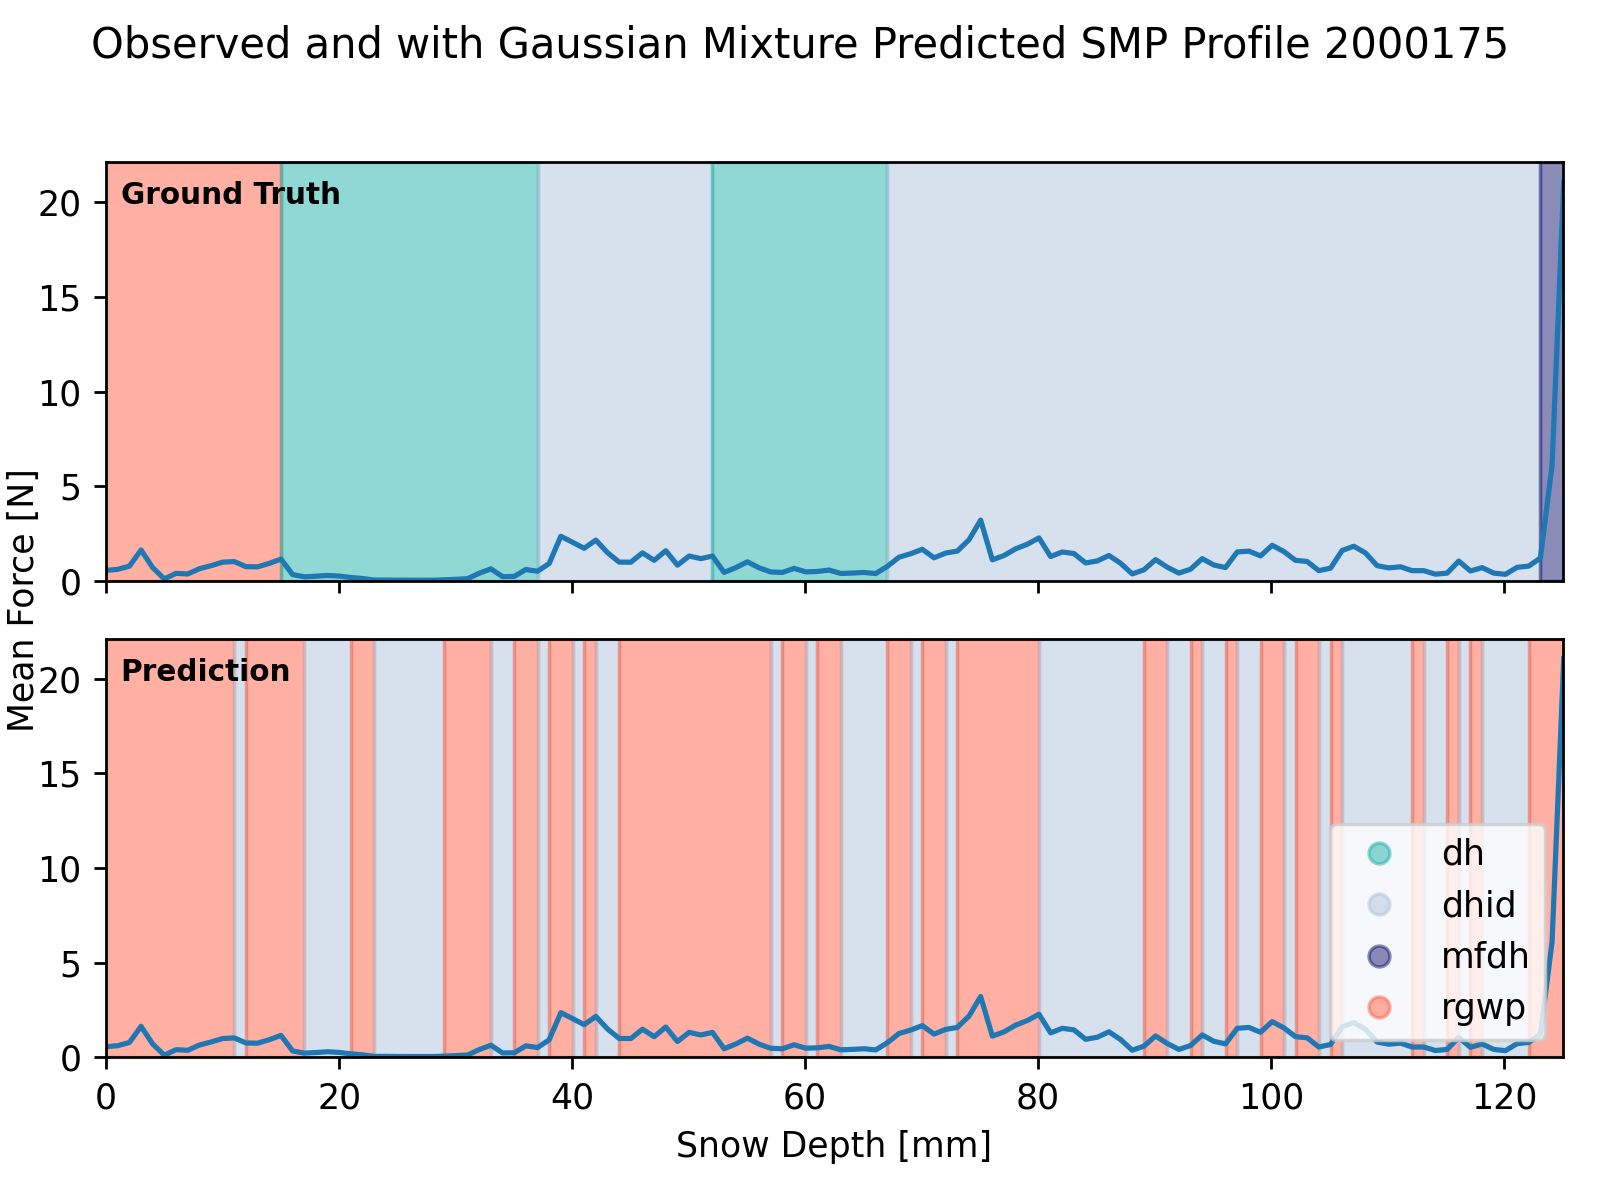 Observed and with Gaussian Mixture Predicted SMP Profile 2000175
Mean Force [N]
Ground Truth
20
15
10
5
0
Prediction
20
15
10
5
0
dh
dhid
mfdh
rgwp
0 20 40 60 80 100 120
Snow Depth [mm]